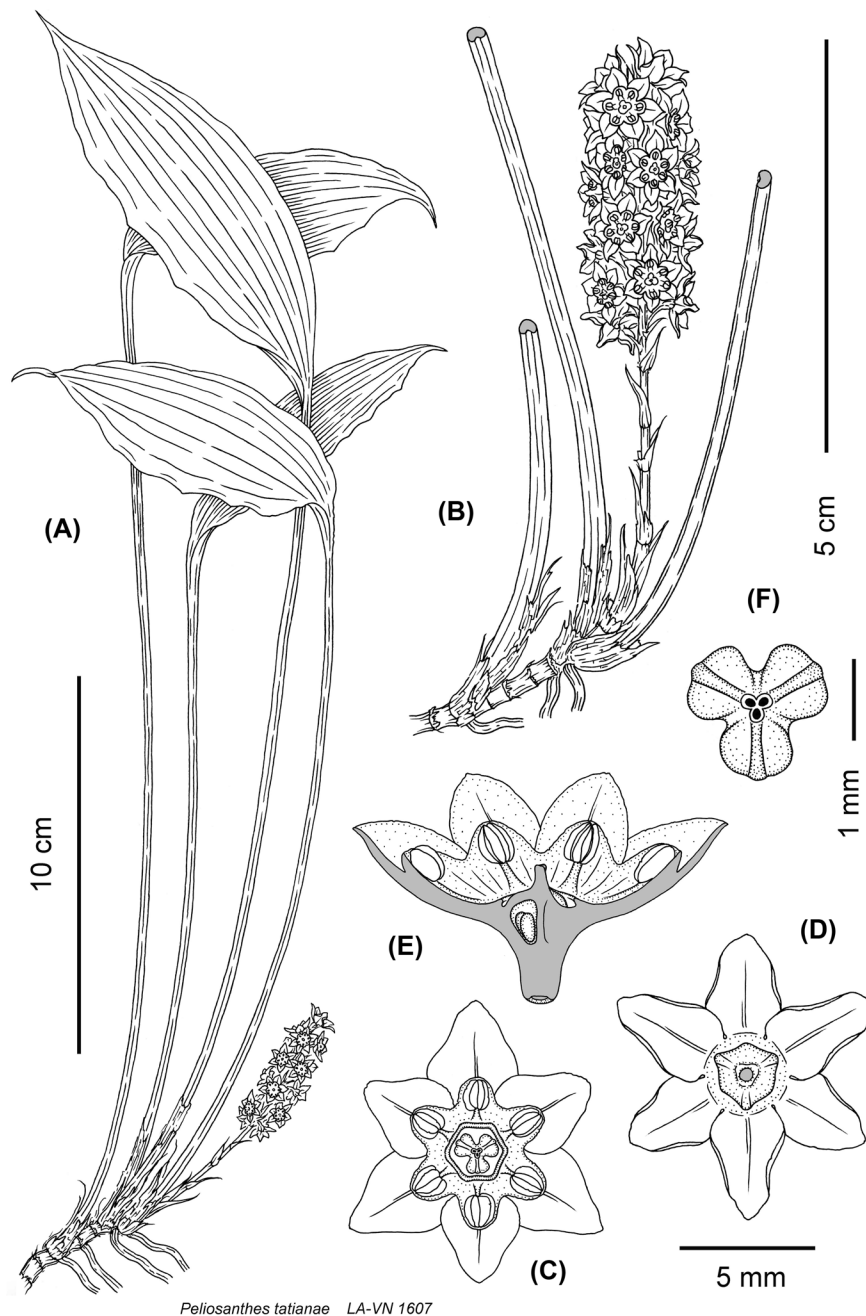 (A)
(B)
5 cm
(F)
1 mm
10 cm
(E)
(D)
(C)
5 mm
Peliosanthes tatianae LA-VN 1607